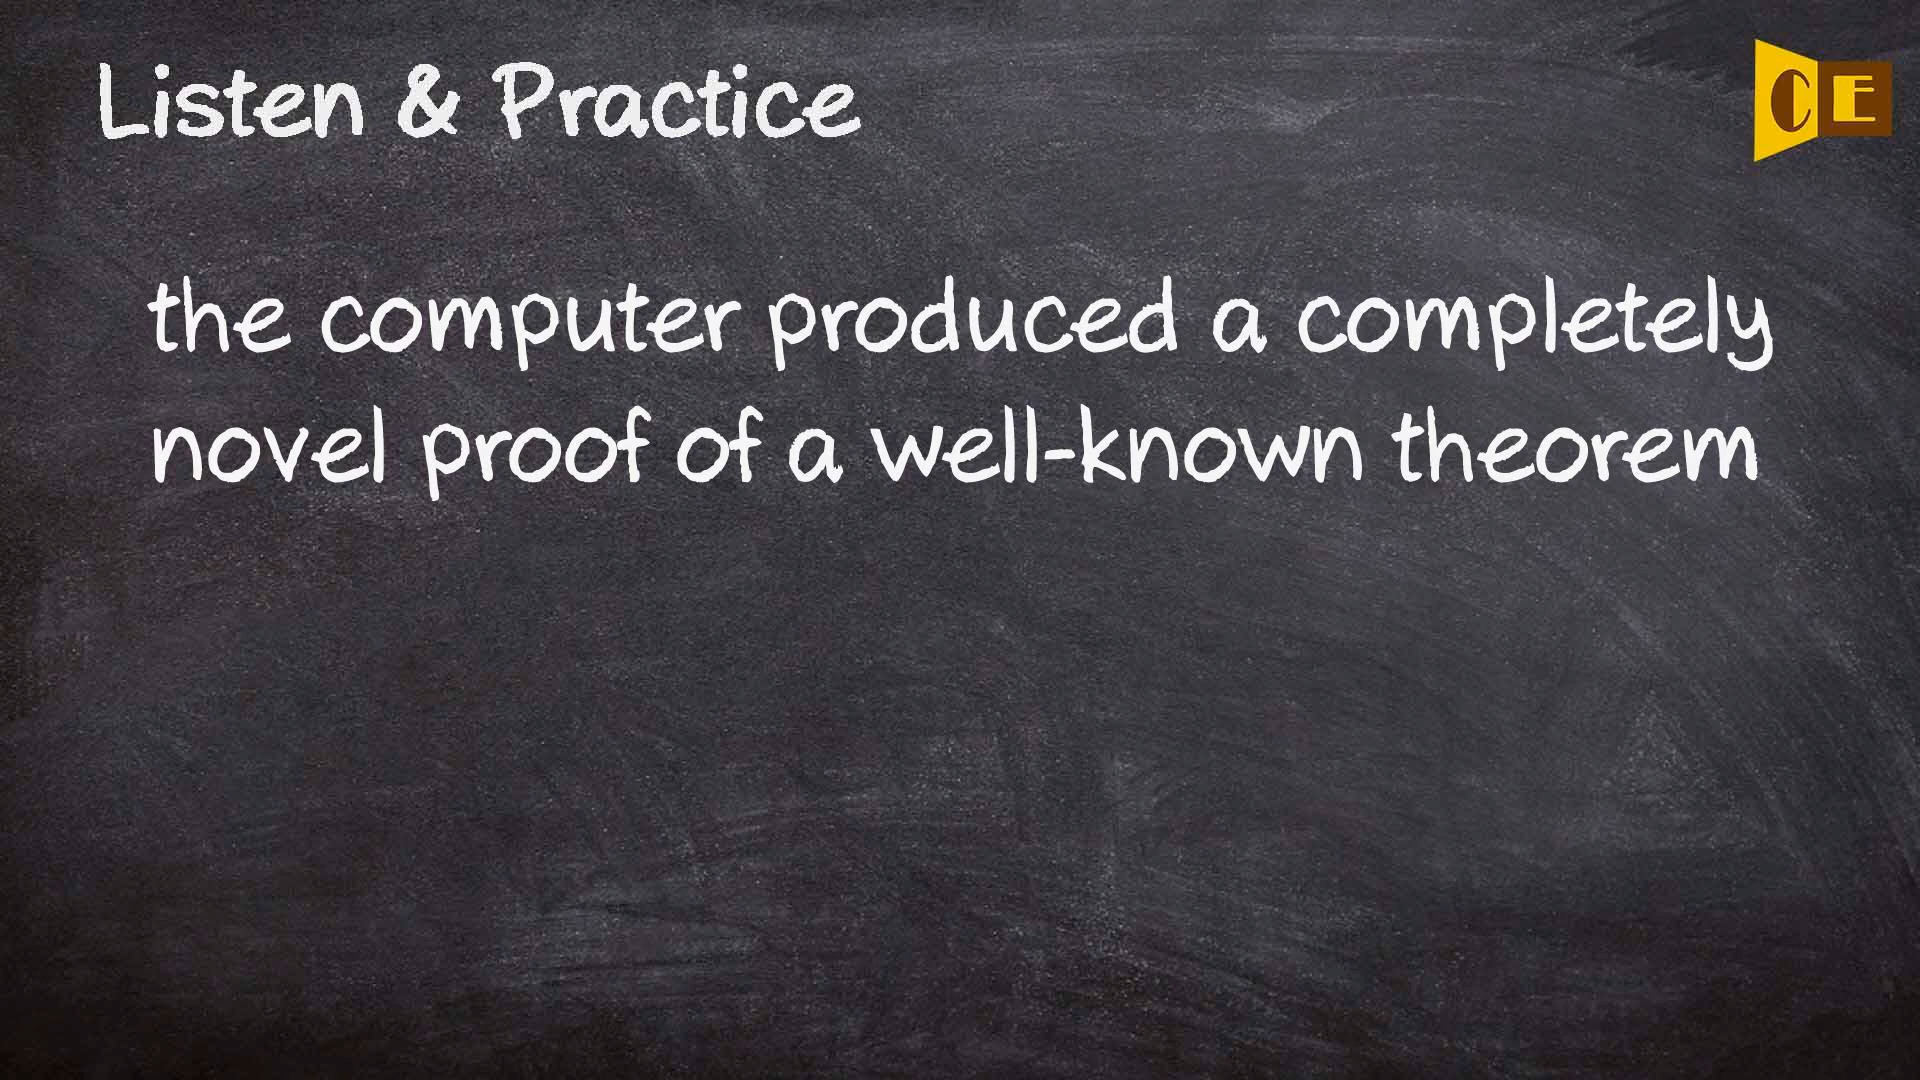 Listen & Practice
CE
the computer produced a completely
novel proof of a well-known theorem